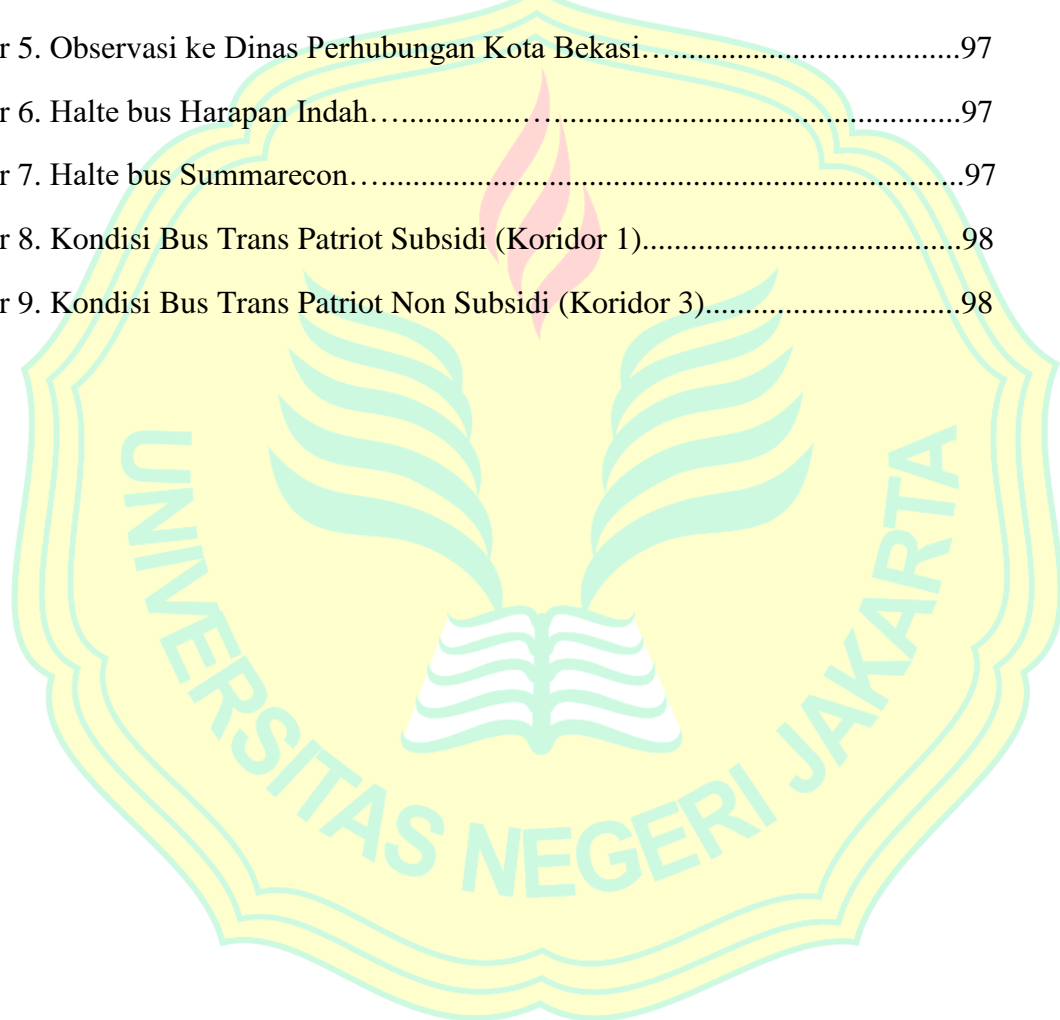 r 5. Observasi ke Dinas Perhubungan Kota Bekasi…..................................97
r 6. Halte bus Harapan Indah…...............…................................................97
r 7. Halte bus Summarecon….....................................................................97
r 8. Kondisi Bus Trans Patriot Subsidi (Koridor 1)......................................98
r 9. Kondisi Bus Trans Patriot Non Subsidi (Koridor 3)..............................98
UNIVERSITAS NEGERI JAKARTA